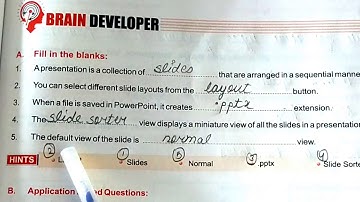 BRAIN DEVELOPER
A. Fill in the blanks:
1. A presentation is a collection of slides that are arranged in a sequential manne
2. You can select different slide layouts from the layout button.
3. When a file is saved in PowerPoint, it creates .pptx extension.
4. The slide sorter view displays a miniature view of all the slides in a presentation
5. The default view of the slide is normal view.
HINTS 2 1 Slides 5 Normal 3 .pptx 4 Slide Sorte
B. Application Based Questions: